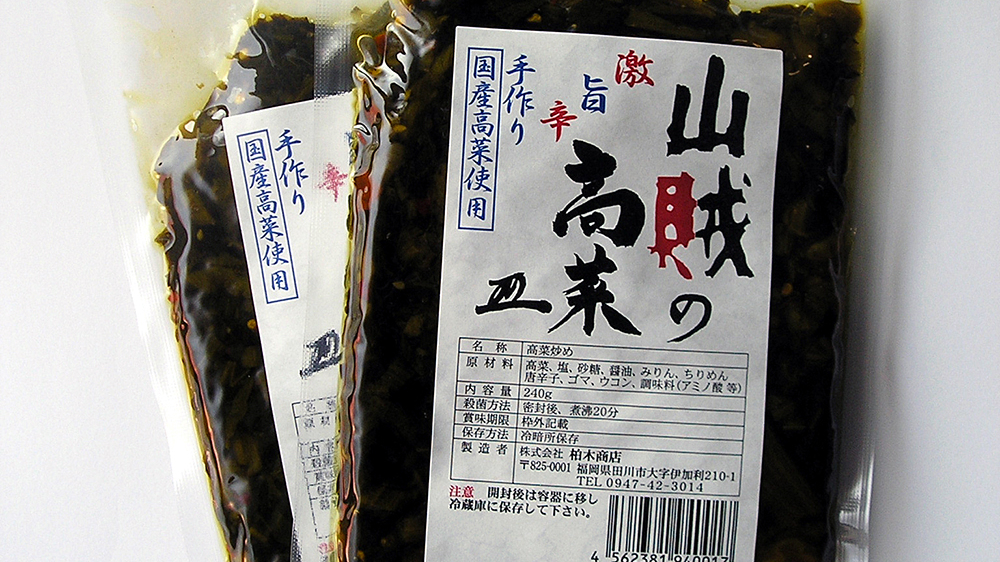 山賊の
高菜
皿
激
旨
辛
手作り
国産高菜使用
名称 高菜炒め
原材料 高菜、塩、砂糖、醤油、みりん、ちりめん
唐辛子、ゴマ、ウコン、調味料(アミノ酸 等)
内容量 240g
殺菌方法 密封後、煮沸20分
賞味期限 枠外記載
保存方法 冷暗所保存
製造者 株式会社 柏木商店
〒825-0001 福岡県田川市大字伊加利210-1
TEL 0947-42-3014
注意 開封後は容器に移し
冷蔵庫に保存して下さい。
4 562381 940017
辛
手作り
国産高菜使用